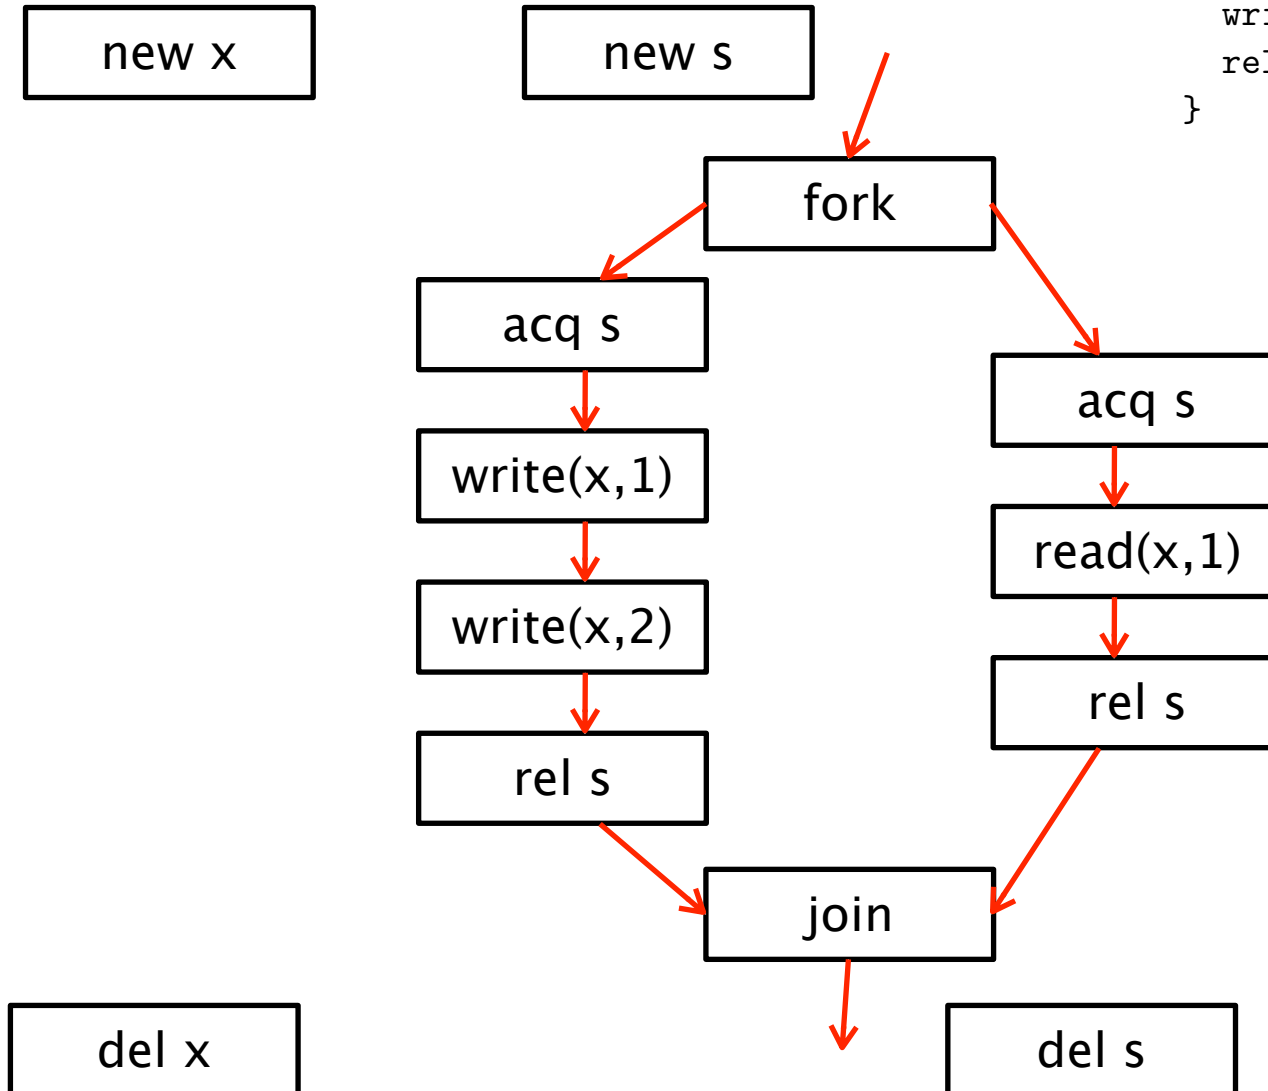 new x
new s
}
fork
acq s
acq s
write(x,1)
read(x,1)
write(x,2)
rel s
rel s
join
del x
del s